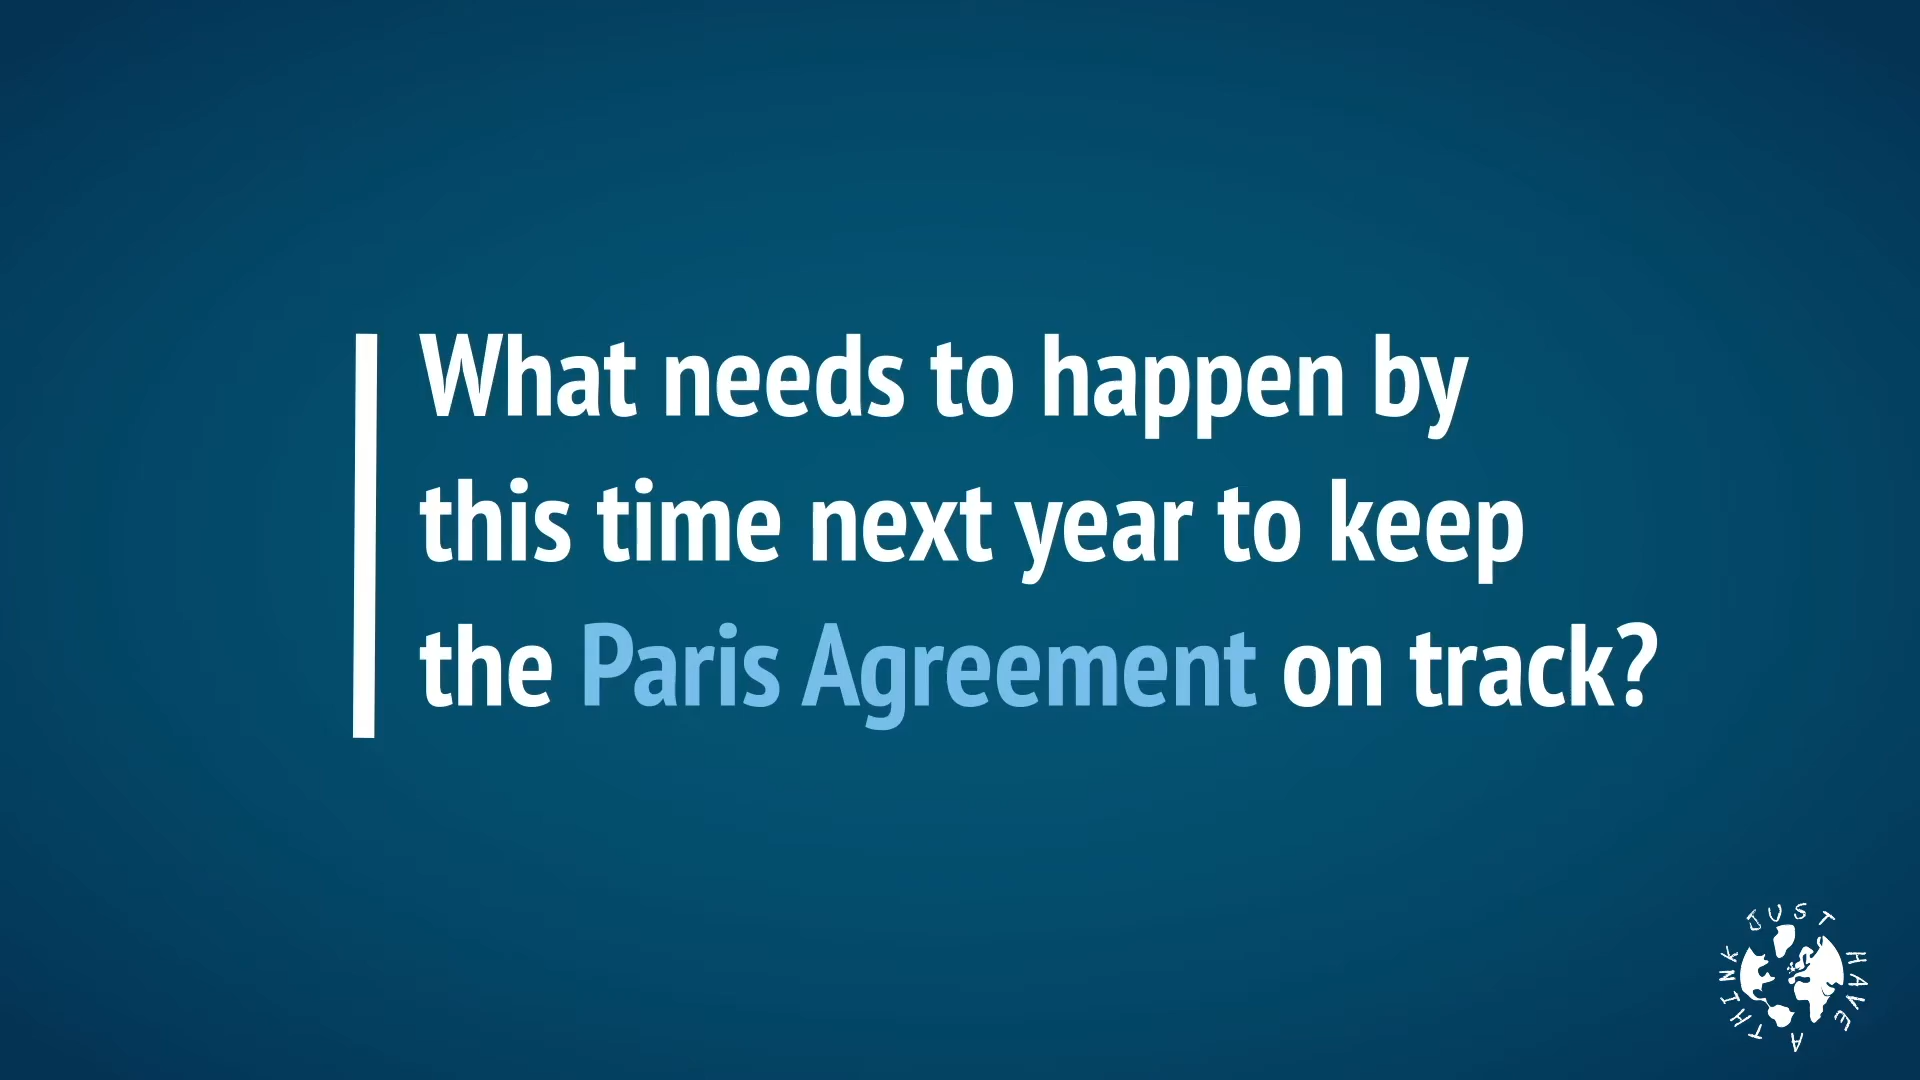 What needs to happen by
this time next year to keep
the Paris Agreement on track?
JUST HAVE A THINK